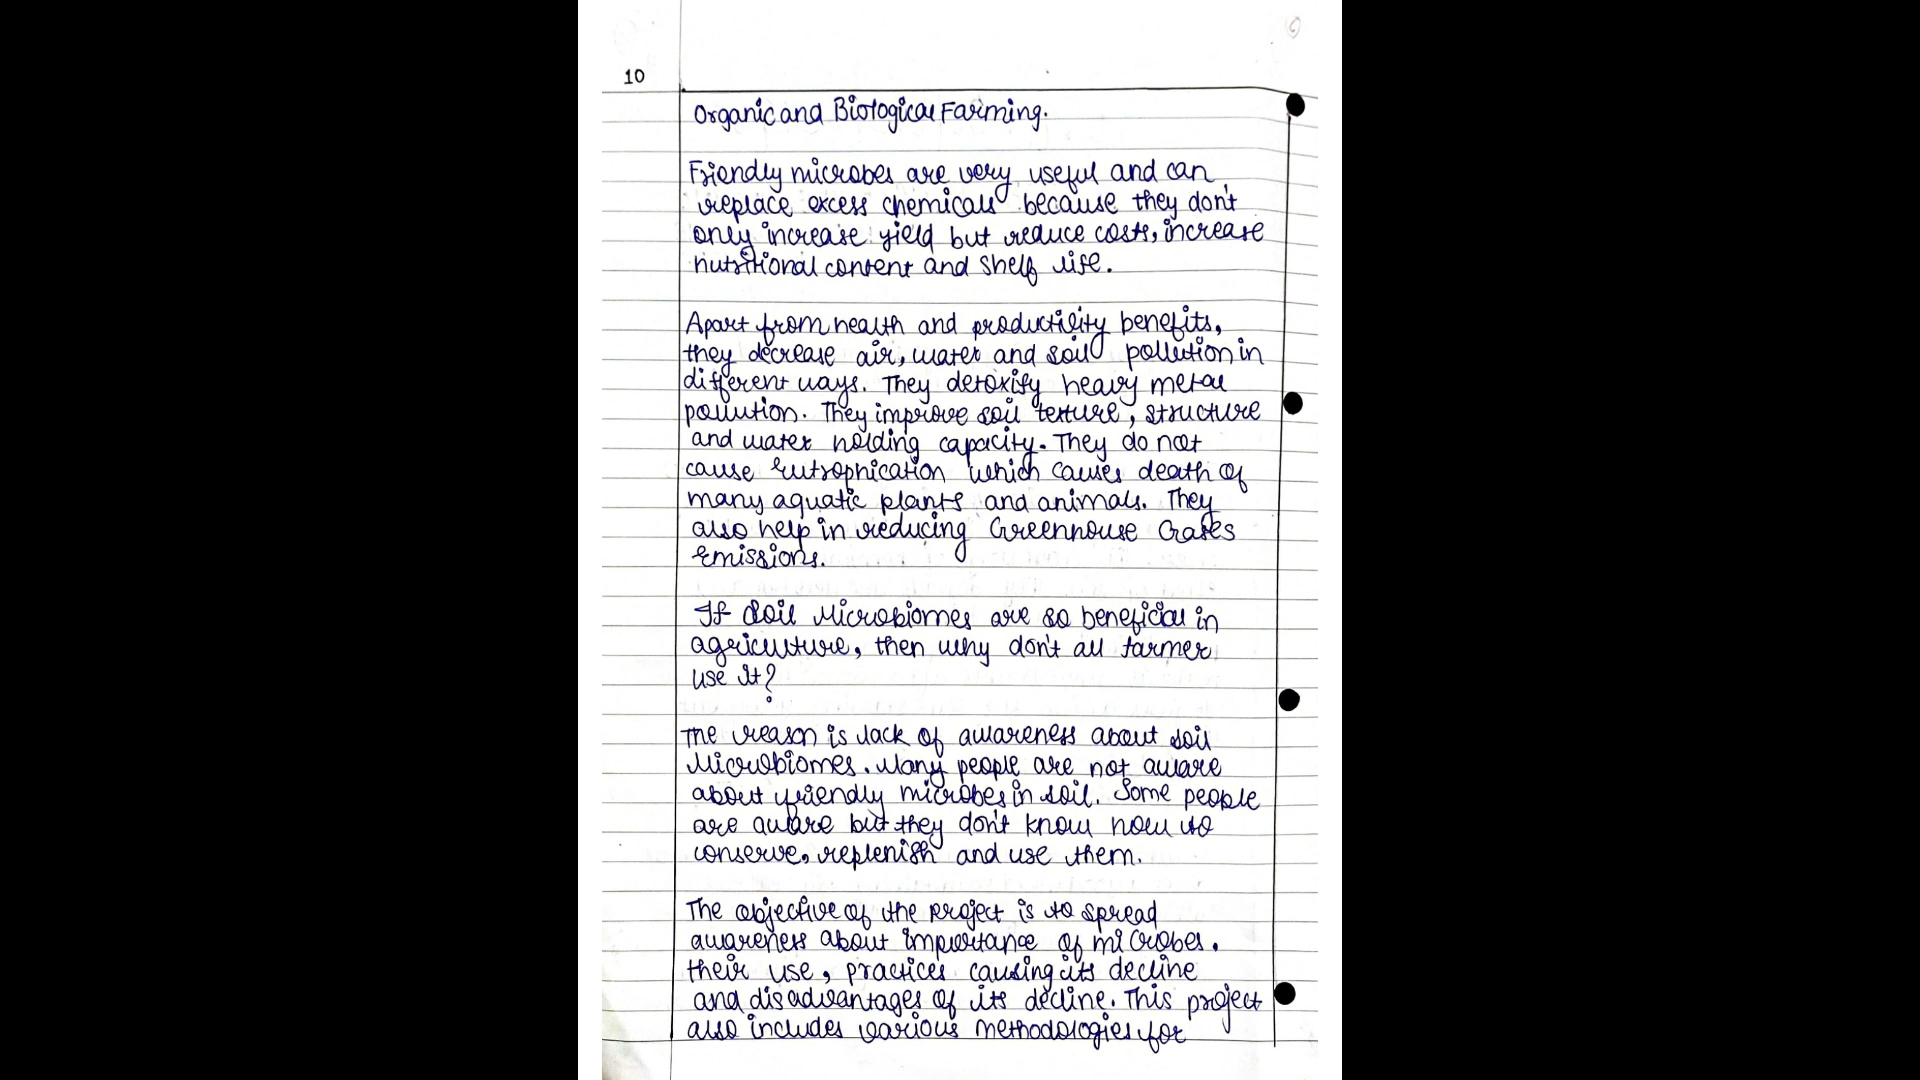 10
Organic and Biological Farming.
Friendly microbes are very useful and can
replace excess chemicals because they don't
only increase yield but reduce costs, increase
nutritional content and shelf life.
Apart from health and productivity benefits,
they decrease air, water and soil pollution in
different ways. They detoxify heavy metal
pollution. They improve soil texture, structure
and water holding capacity. They do not
cause Eutrophication which causes death of
many aquatic plants and animals. They
also help in reducing Greenhouse Gases
Emissions.
If Soil Microbiomes are so beneficial in
agriculture, then why don't all farmer
use it?
The reason is lack of awareness about soil
Microbiomes. Many people are not aware
about friendly microbes in soil. Some people
are aware but they don't know how to
conserve, replenish and use them.
The objective of the project is to spread
awareness about importance of microbes.
their use, practices causing its decline
and disadvantages of its decline. This project
also includes various methodologies for